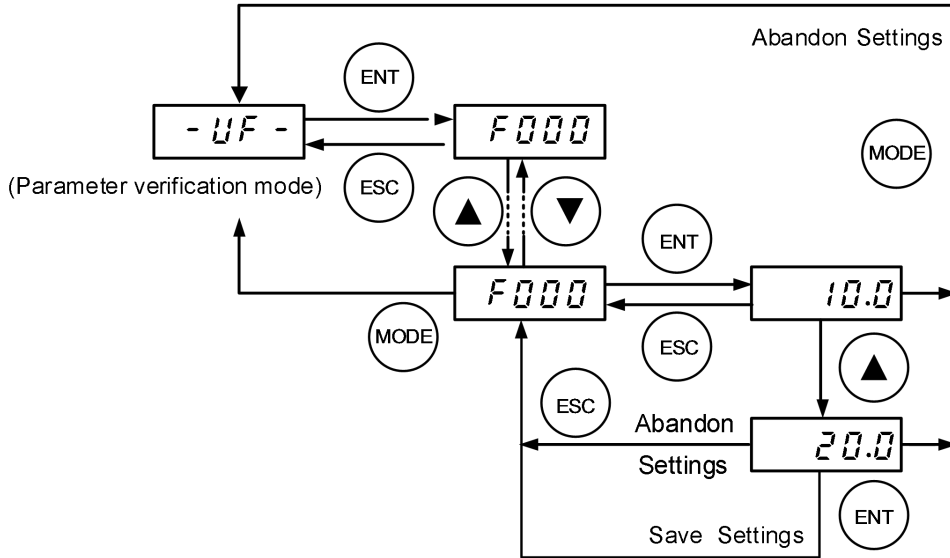 Abandon Settings
ENT
- UF -
F000
MODE
(Parameter verification mode)
ESC
▲
▼
ENT
F000
10.0
MODE
ESC
▲
ESC
Abandon
Settings
20.0
ENT
Save Settings